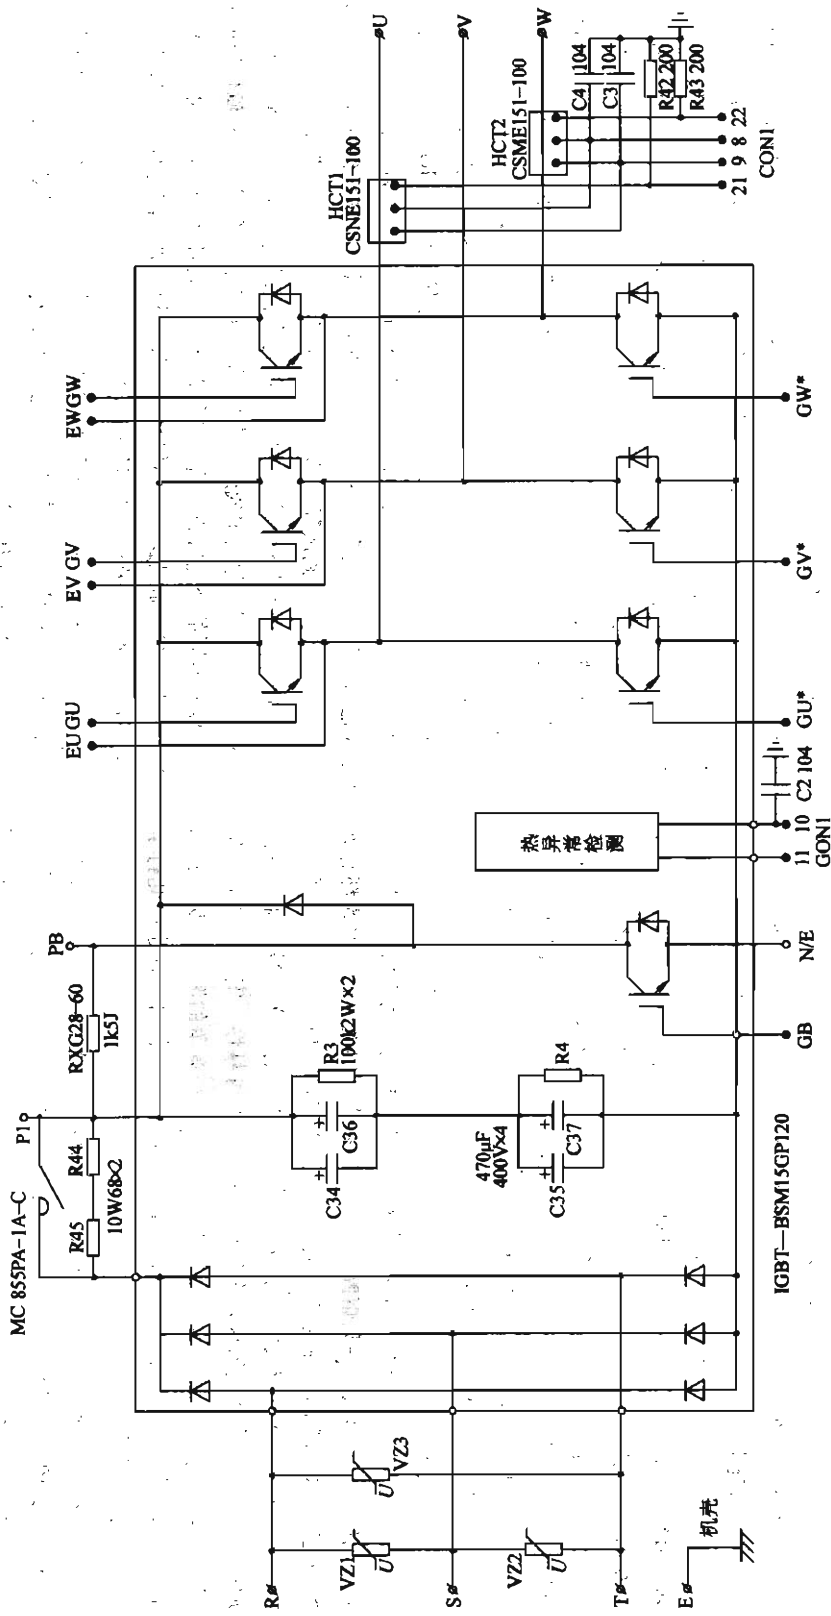 R
S
T
E
机壳
VZ1
U
VZ2
U
VZ3
U
MC 855PA-1A-C
P1
R45
R44
10W68×2
RXG28-60
1k5J
PB
C34
+
C36
+
R3
100k2W×2
470μF
400V×4
C35
+
C37
+
R4
IGBT—BSM15GP120
GB
N/E
热异常检测
11 10
GON1
C2 104
EU GU
EV GV
EWGW
GU*
GV*
GW*
HCT1
CSNE151-100
HCT2
CSME151-100
U
V
W
C4 104
C3 104
R42 200
R43 200
21 9 8 22
CON1